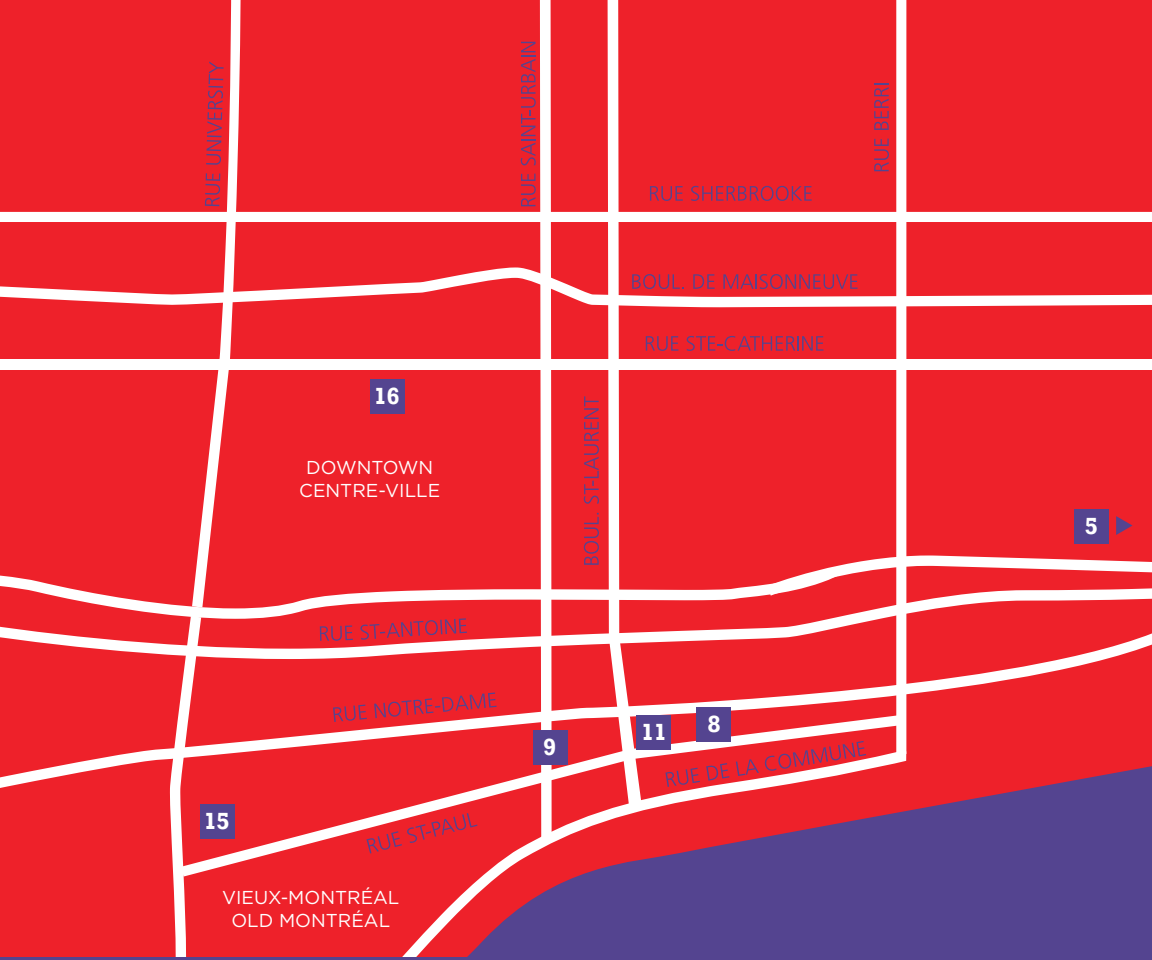 RUE UNIVERSITY
RUE SAINT-URBAIN
RUE BERRI
RUE SHERBROOKE
BOUL. DE MAISONNEUVE
RUE STE-CATHERINE
16
BOUL. ST-LAURENT
DOWNTOWN
CENTRE-VILLE
5
RUE ST-ANTOINE
RUE NOTRE-DAME
8
11
9
RUE DE LA COMMUNE
15
RUE ST-PAUL
VIEUX-MONTRÉAL
OLD MONTRÉAL